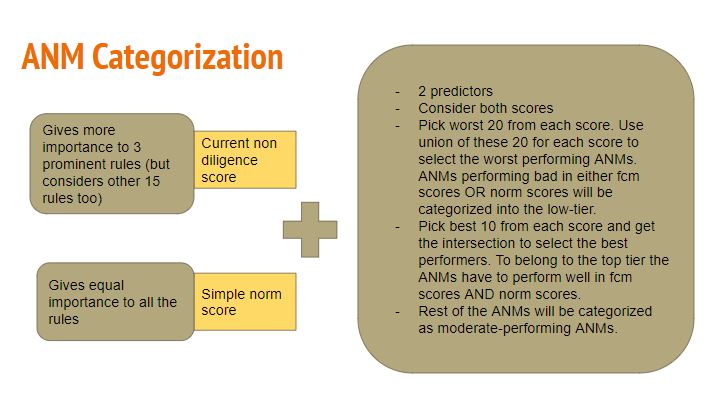 ANM Categorization
Gives more
importance to 3
prominent rules (but
considers other 15
rules too)
Current non
diligence
score
Gives equal
importance to all the
rules
Simple norm
score
- 2 predictors
- Consider both scores
- Pick worst 20 from each score. Use
union of these 20 for each score to
select the worst performing ANMs.
ANMs performing bad in either fcm
scores OR norm scores will be
categorized into the low-tier.
- Pick best 10 from each score and get
the intersection to select the best
performers. To belong to the top tier the
ANMs have to perform well in fcm
scores AND norm scores.
- Rest of the ANMs will be categorized
as moderate-performing ANMs.